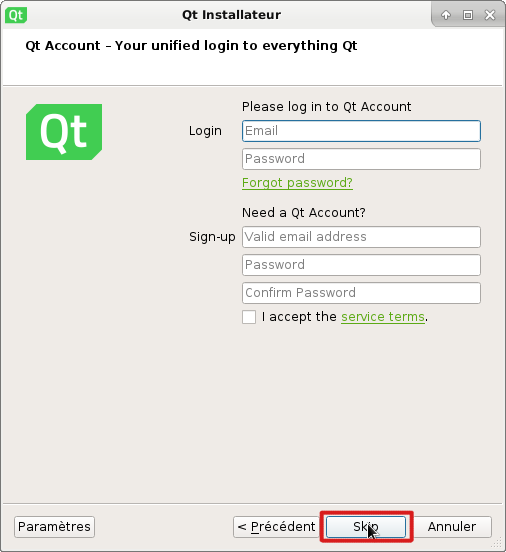 Qt Installateur
Qt Account – Your unified login to everything Qt
Qt
Please log in to Qt Account
Login
Email
Password
Forgot password?
Need a Qt Account?
Sign-up
Valid email address
Password
Confirm Password
I accept the service terms.
Paramètres
< Précédent
Skip
Annuler